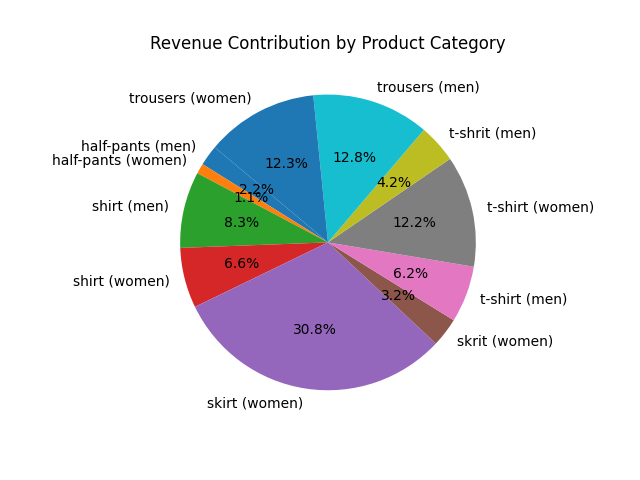 Revenue Contribution by Product Category
trousers (men)
trousers (women)
t-shrit (men)
half-pants (men)
half-pants (women)
12.3%
12.8%
4.2%
2.2%
1.1%
shirt (men)
8.3%
12.2%
t-shirt (women)
6.6%
6.2%
shirt (women)
3.2%
t-shirt (men)
30.8%
skrit (women)
skirt (women)